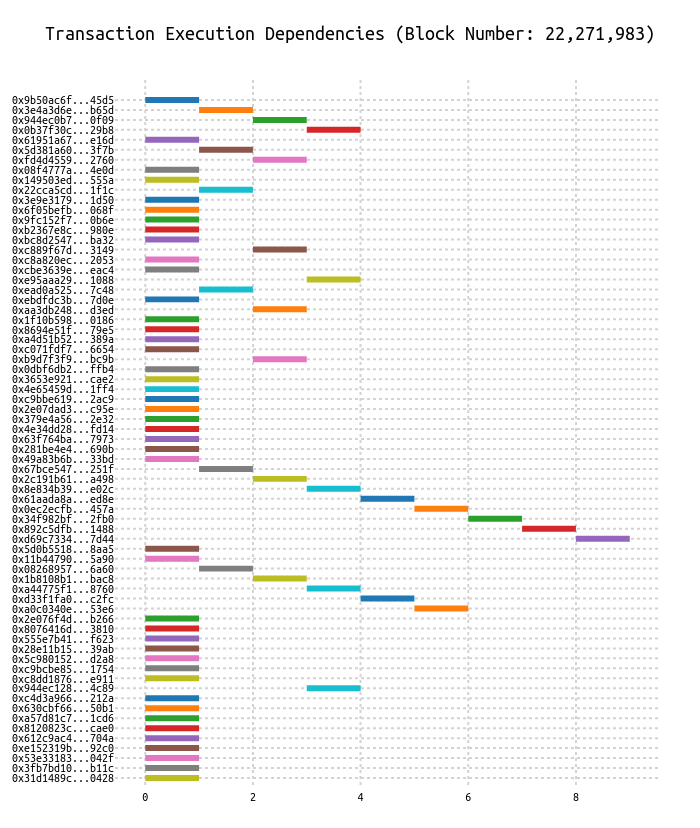 Transaction Execution Dependencies (Block Number: 22,271,983)
0x9b50ac6f...45d5
0x3e4a3d6e...b65d
0x944ec0b7...0f09
0x0b37f30c...29b8
0x61951a67...e16d
0x5d381a60...3f7b
0xfd4d4559...2760
0x08f4777a...4e0d
0x149503ed...555a
0x22cca5cd...1f1c
0x3e9e3179...1d50
0x6f05befb...068f
0x9fc152f7...0b6e
0xb2367e8c...980e
0xbc8d2547...ba32
0xc889f67d...3149
0xc8a820ec...2053
0xcbe3639e...eac4
0xe95aaa29...1088
0xead0a525...7c48
0xebdfdc3b...7d0e
0xaa3db248...d3ed
0x1f10b598...0186
0x8694e51f...79e5
0xa4d51b52...389a
0xc071fdf7...6654
0xb9d7f3f9...bc9b
0x0dbf6db2...ffb4
0x3653e921...cae2
0x4e65459d...1ff4
0xc9bbe619...2ac9
0x2e07dad3...c95e
0x379e4a56...2e32
0x4e34dd28...fd14
0x63f764ba...7973
0x281be4e4...690b
0x49a83b6b...33bd
0x67bce547...251f
0x2c191b61...a498
0x8e834b39...e02c
0x61aada8a...ed8e
0x0ec2ecfb...457a
0x34f982bf...2fb0
0x892c5dfb...1488
0xd69c7334...7d44
0x5d0b5518...8aa5
0x11b44790...5a90
0x08268957...6a60
0x1b8108b1...bac8
0xa44775f1...8760
0xd33f1fa0...c2fc
0xa0c0340e...53e6
0x2e076f4d...b266
0x8076416d...3810
0x555e7b41...f623
0x28e11b15...39ab
0x5c980152...d2a8
0xc9bcbe85...1754
0xc8dd1876...e911
0x944ec128...4c89
0xc4d3a966...212a
0x630cbf66...50b1
0xa57d81c7...1cd6
0x8120823c...cae0
0x612c9ac4...704a
0xe152319b...92c0
0x53e33183...042f
0x3fb7bd10...b11c
0x31d1489c...0428
0 2 4 6 8